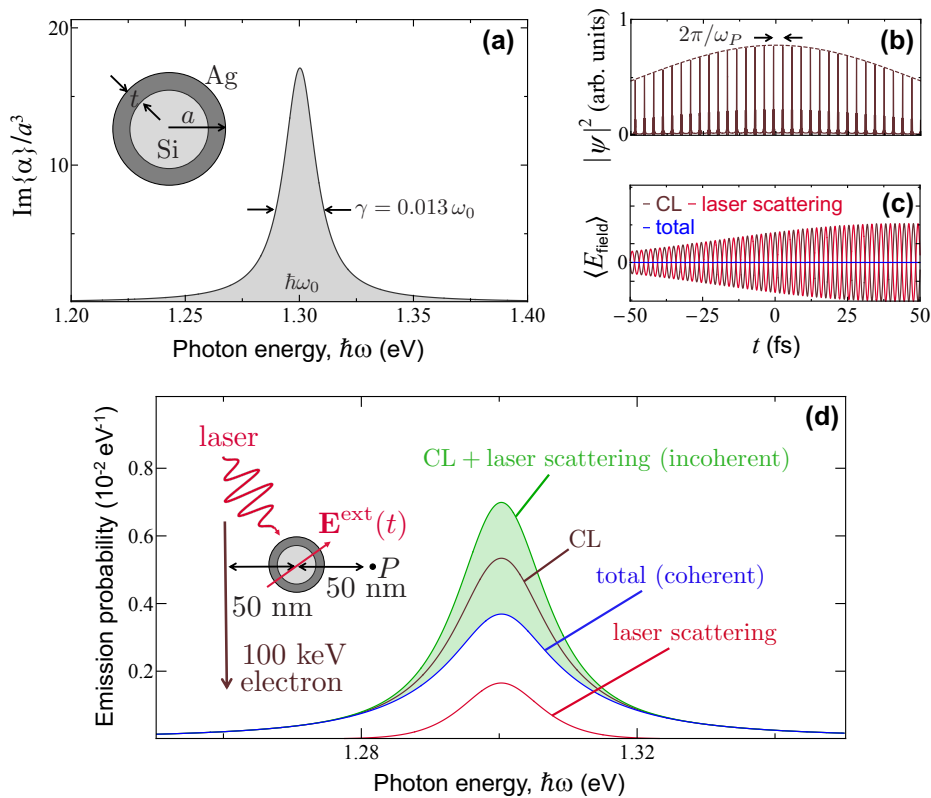 (a)
Im{α}/a³
20
10
0
Ag
t
a
Si
γ = 0.013 ω₀
ℏω₀
1.20
1.25
1.30
1.35
1.40
Photon energy, ℏω (eV)
(b)
|ψ|² (arb. units)
1
0
2π/ω_P
(c)
CL
laser scattering
total
⟨E_field⟩
0
−50
−25
0
25
50
t (fs)
(d)
Emission probability (10⁻² eV⁻¹)
0.8
0.6
0.4
0.2
laser
E^ext(t)
P
50 nm
50 nm
100 keV
electron
CL + laser scattering (incoherent)
CL
total (coherent)
laser scattering
1.28
1.32
Photon energy, ℏω (eV)